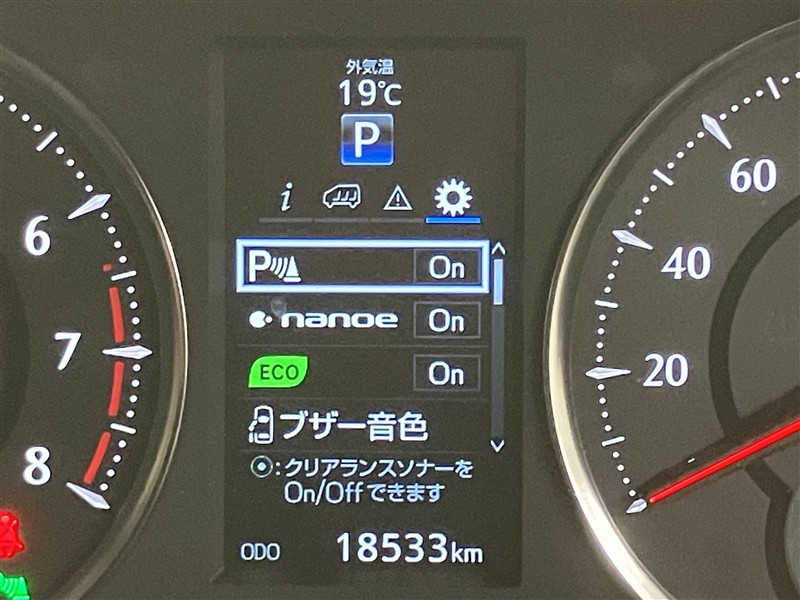 外気温
19℃
P
i
P On
nanoe On
ECO On
ブザー音色
:クリアランスソナーを
On/Offできます
ODO 18533km
6
7
8
60
40
20